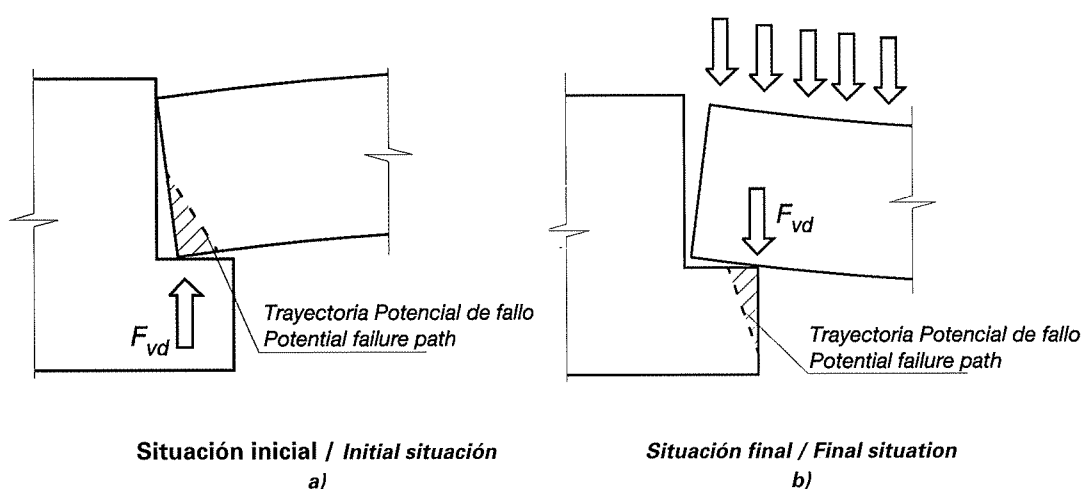 F_vd
Trayectoria Potencial de fallo
Potential failure path
Situación inicial / Initial situación
a)
F_vd
Trayectoria Potencial de fallo
Potential failure path
Situación final / Final situation
b)